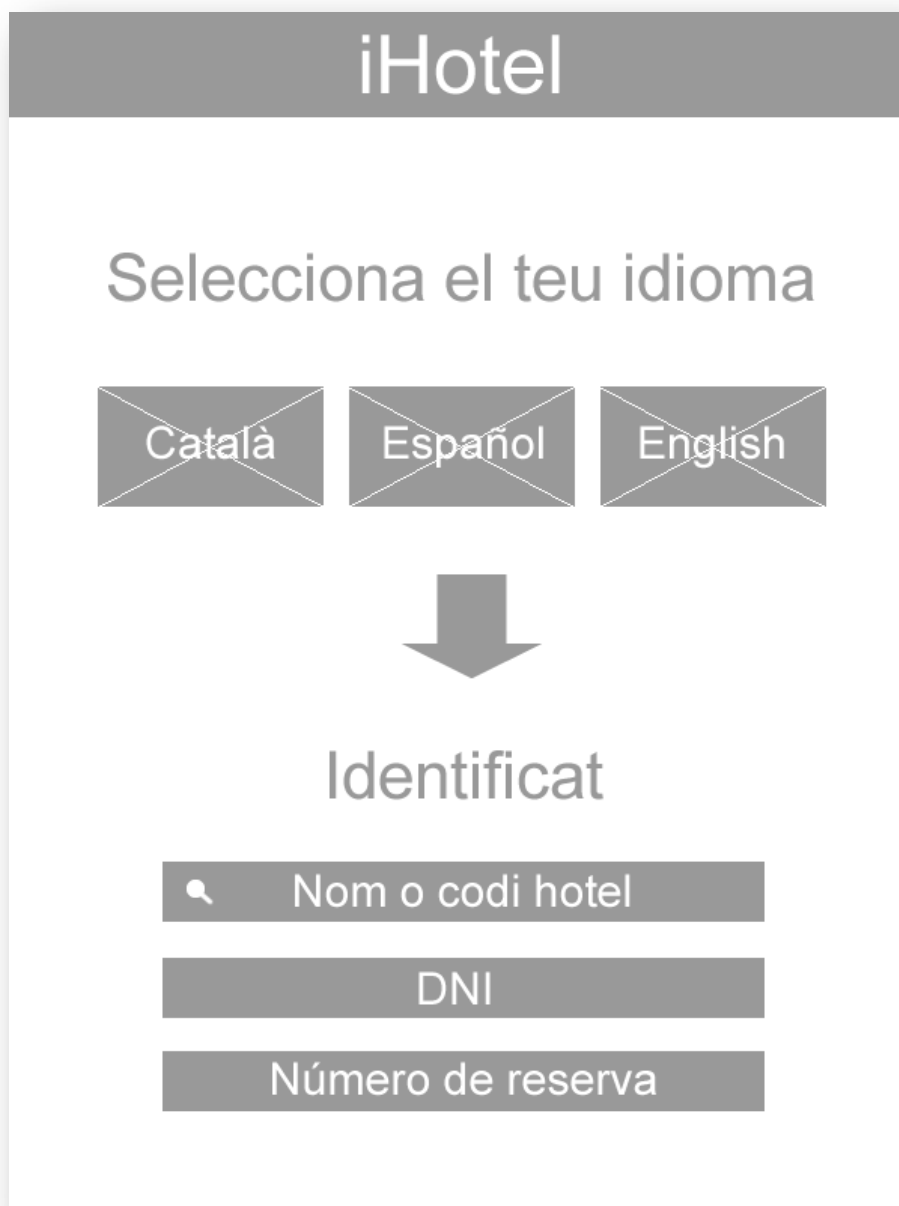 iHotel
Selecciona el teu idioma
Català Español English
Identificat
Nom o codi hotel
DNI
Número de reserva